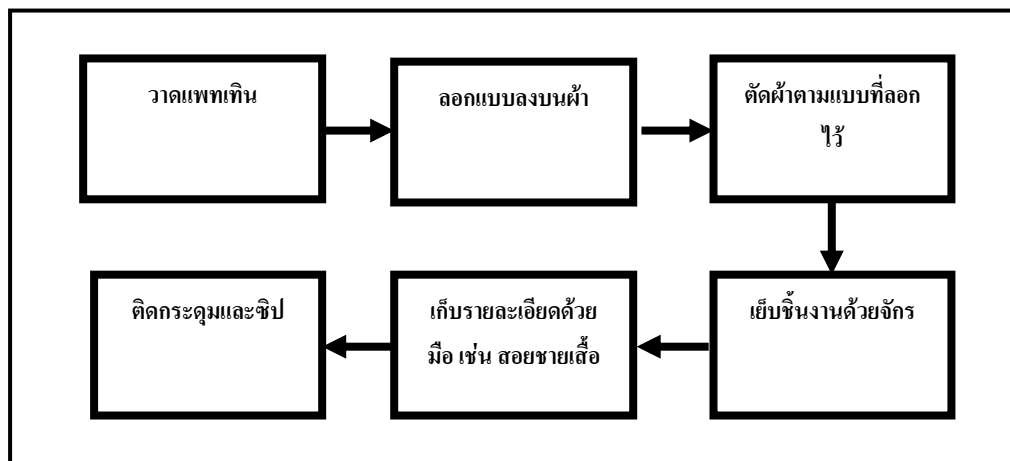 วาดแพทเทิน
ลอกแบบลงบนผ้า
ตัดผ้าตามแบบที่ลอก
ไว้
เย็บชิ้นงานด้วยจักร
เก็บรายละเอียดด้วย
มือ เช่น สอยชายเสื้อ
ติดกระดุมและซิป